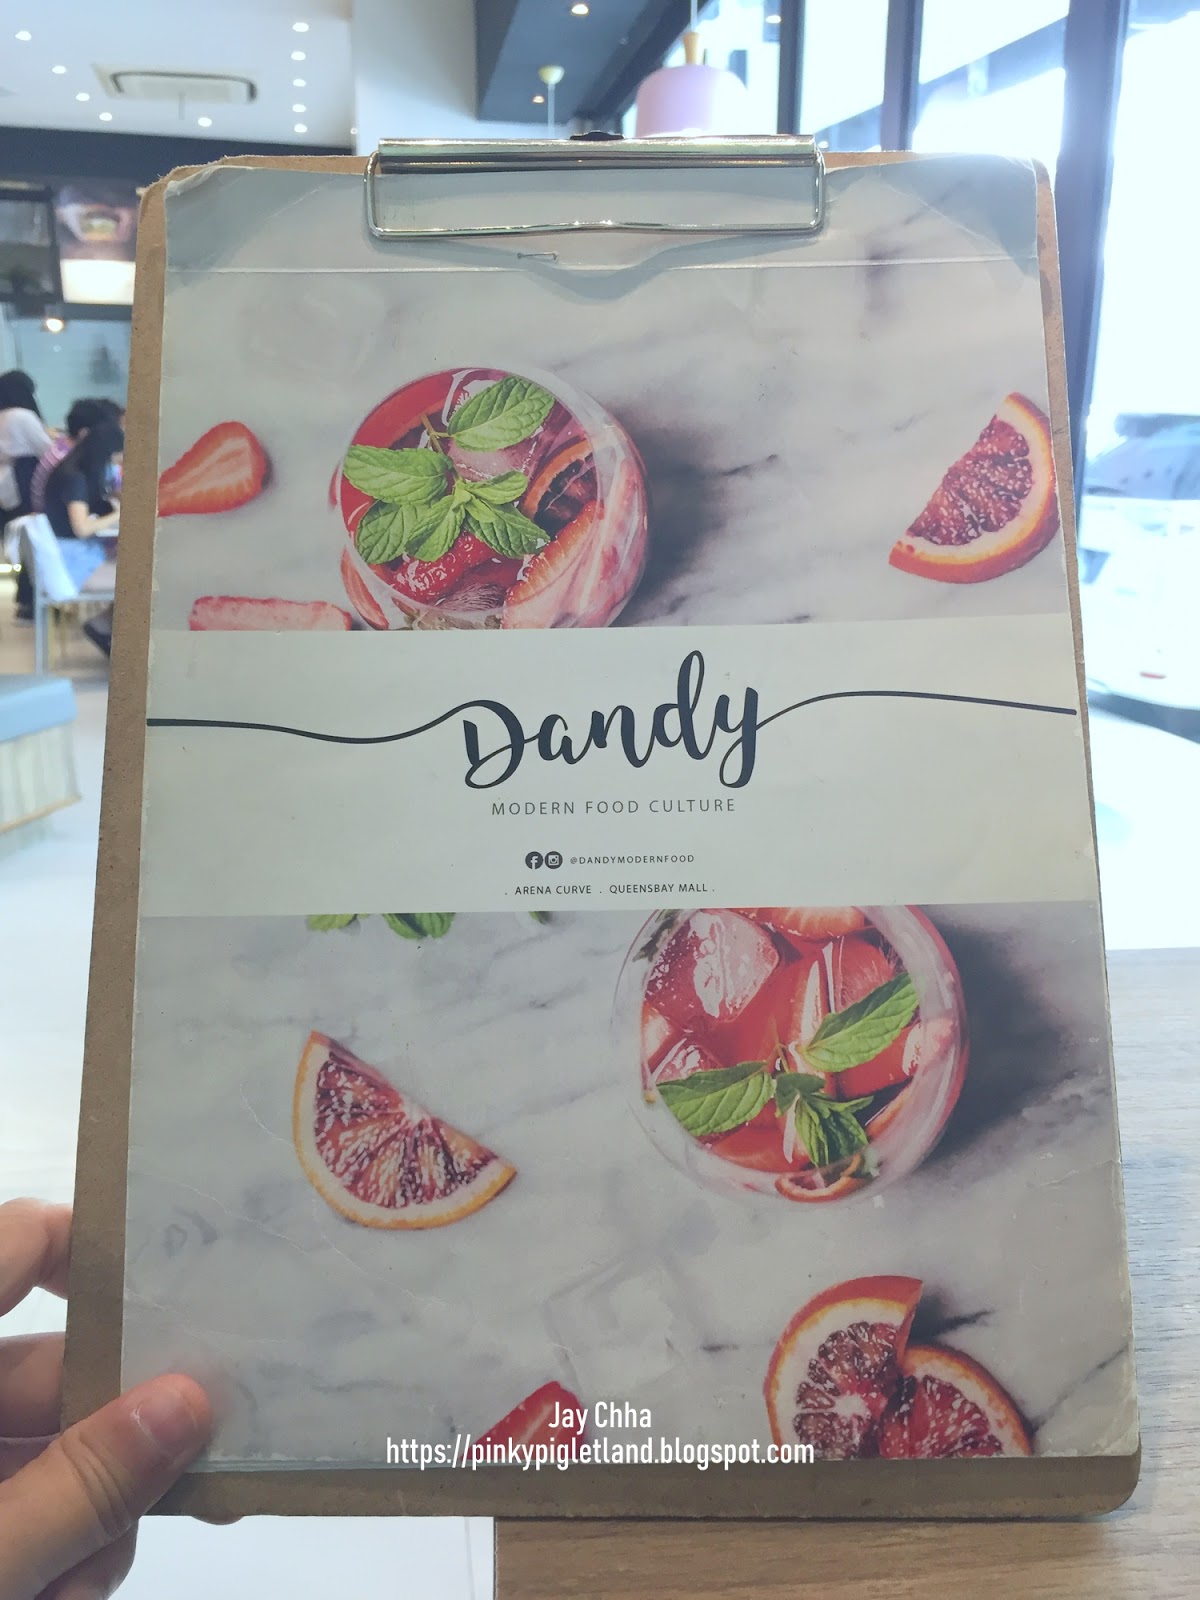 Dandy
MODERN FOOD CULTURE
@DANDYMODERNFOOD
. ARENA CURVE . QUEENSBAY MALL .
Jay Chha
https://pinkypigletland.blogspot.com